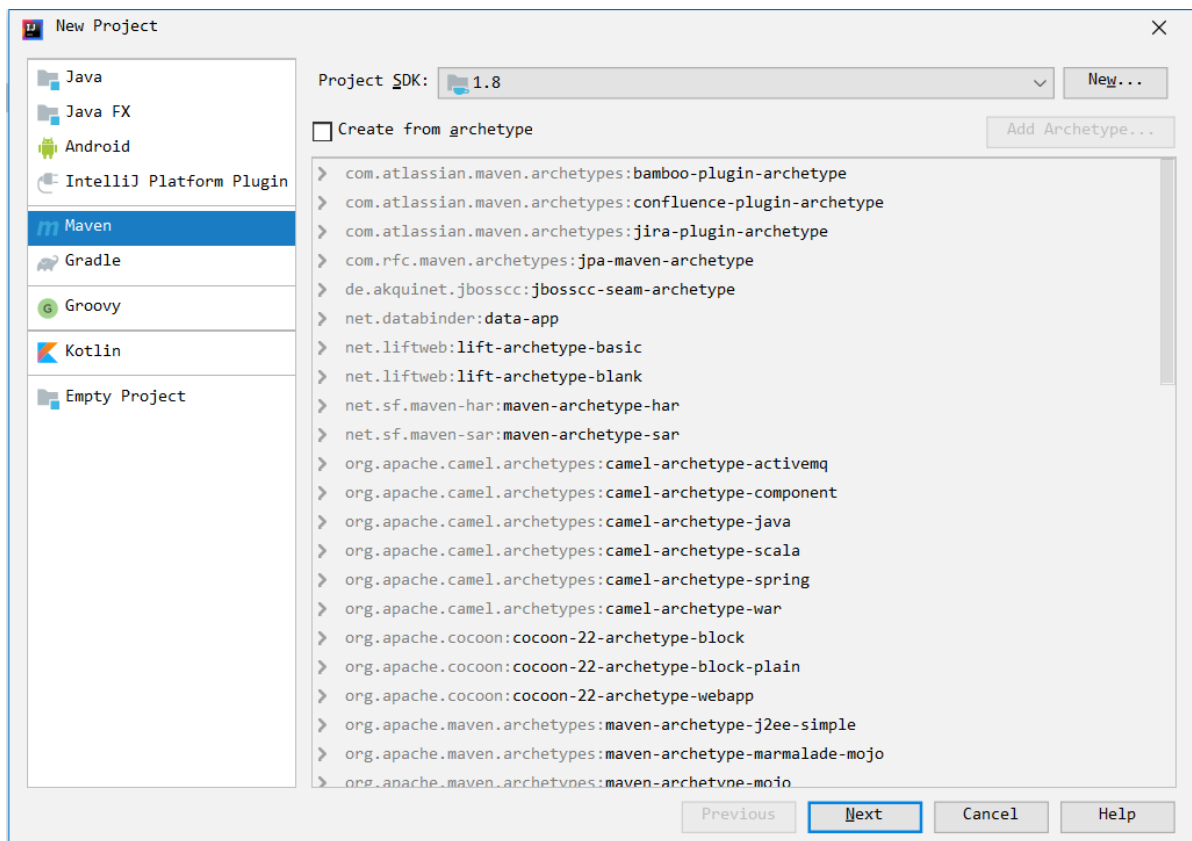 New Project
Java
Java FX
Android
IntelliJ Platform Plugin
Maven
Gradle
Groovy
Kotlin
Empty Project
Project SDK: 1.8 New...
Create from archetype Add Archetype...
com.atlassian.maven.archetypes:bamboo-plugin-archetype
com.atlassian.maven.archetypes:confluence-plugin-archetype
com.atlassian.maven.archetypes:jira-plugin-archetype
com.rfc.maven.archetypes:jpa-maven-archetype
de.akquinet.jbosscc:jbosscc-seam-archetype
net.databinder:data-app
net.liftweb:lift-archetype-basic
net.liftweb:lift-archetype-blank
net.sf.maven-har:maven-archetype-har
net.sf.maven-sar:maven-archetype-sar
org.apache.camel.archetypes:camel-archetype-activemq
org.apache.camel.archetypes:camel-archetype-component
org.apache.camel.archetypes:camel-archetype-java
org.apache.camel.archetypes:camel-archetype-scala
org.apache.camel.archetypes:camel-archetype-spring
org.apache.camel.archetypes:camel-archetype-war
org.apache.cocoon:cocoon-22-archetype-block
org.apache.cocoon:cocoon-22-archetype-block-plain
org.apache.cocoon:cocoon-22-archetype-webapp
org.apache.maven.archetypes:maven-archetype-j2ee-simple
org.apache.maven.archetypes:maven-archetype-marmalade-mojo
org.apache.maven.archetypes:maven-archetype-mojo
Previous Next Cancel Help